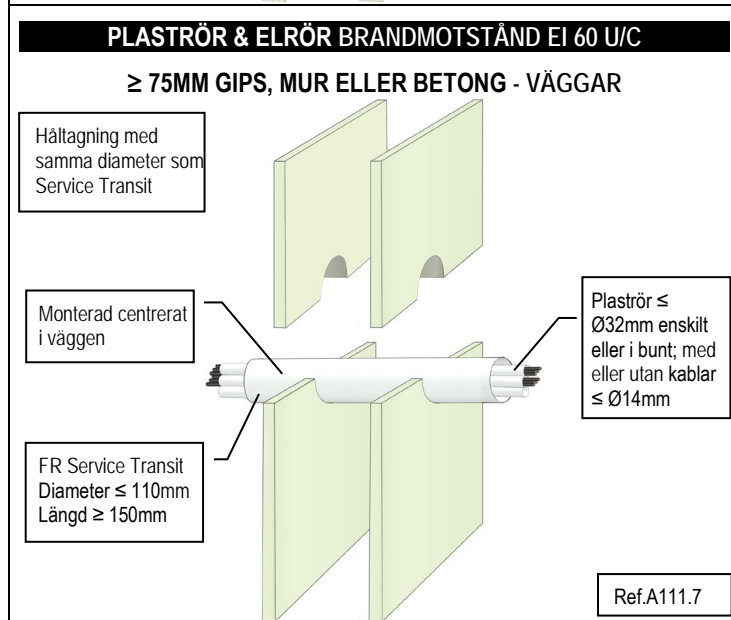 PLASTRÖR & ELRÖR BRANDMOTSTÅND EI 60 U/C
≥ 75MM GIPS, MUR ELLER BETONG - VÄGGAR
Håltagning med
samma diameter som
Service Transit
Monterad centrerat
i väggen
Plaströr ≤
Ø32mm enskilt
eller i bunt; med
eller utan kablar
≤ Ø14mm
FR Service Transit
Diameter ≤ 110mm
Längd ≥ 150mm
Ref.A111.7